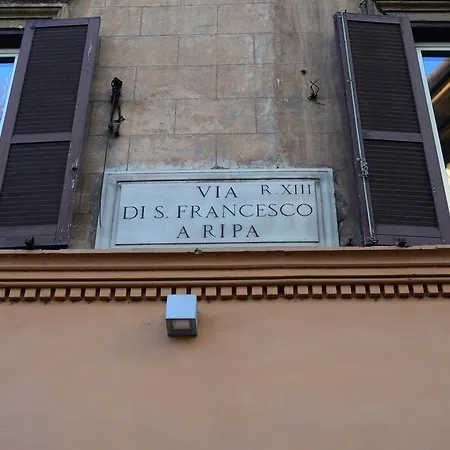 VIA R.XIII
DI S. FRANCESCO
A RIPA